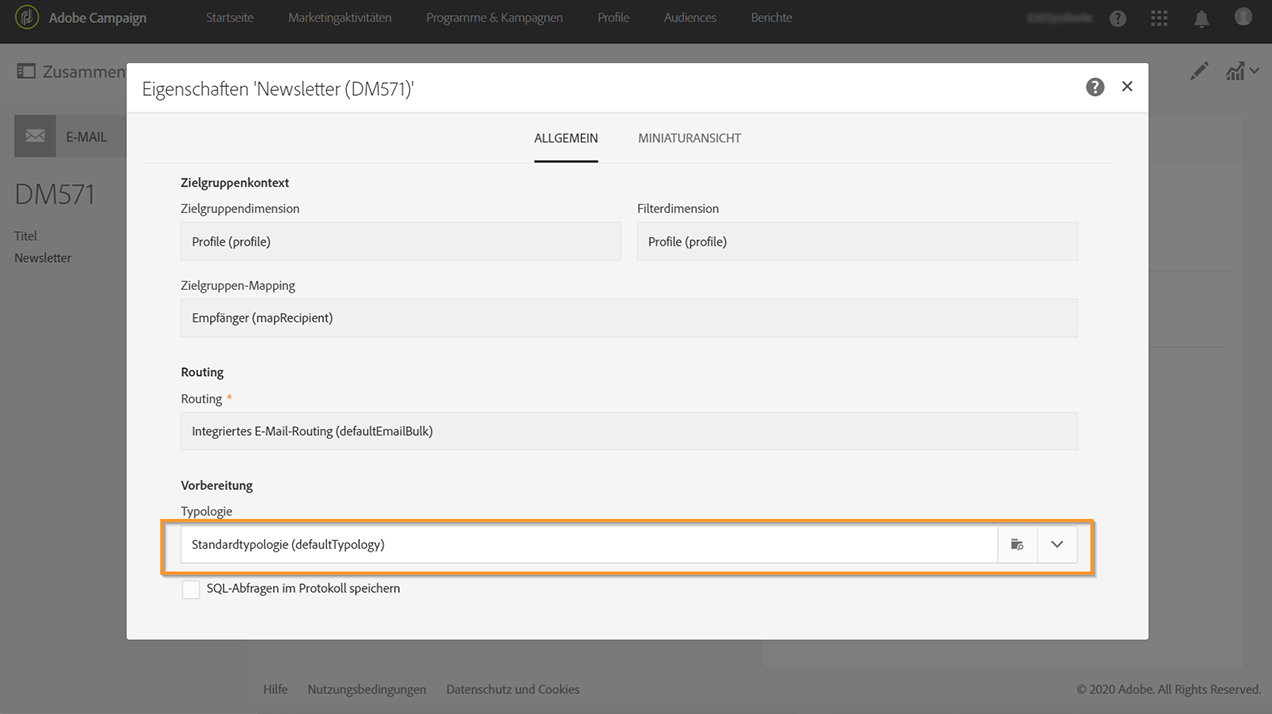 Adobe Campaign
Startseite Marketingaktivitäten Programme & Kampagnen Profile Audiences Berichte
Zusammen
Eigenschaften 'Newsletter (DM571)'
E-MAIL
ALLGEMEIN MINIATURANSICHT
DM571
Titel
Newsletter
Zielgruppenkontext
Zielgruppendimension Filterdimension
Profile (profile) Profile (profile)
Zielgruppen-Mapping
Empfänger (mapRecipient)
Routing
Routing *
Integriertes E-Mail-Routing (defaultEmailBulk)
Vorbereitung
Typologie
Standardtypologie (defaultTypology)
SQL-Abfragen im Protokoll speichern
Hilfe Nutzungsbedingungen Datenschutz und Cookies © 2020 Adobe. All Rights Reserved.